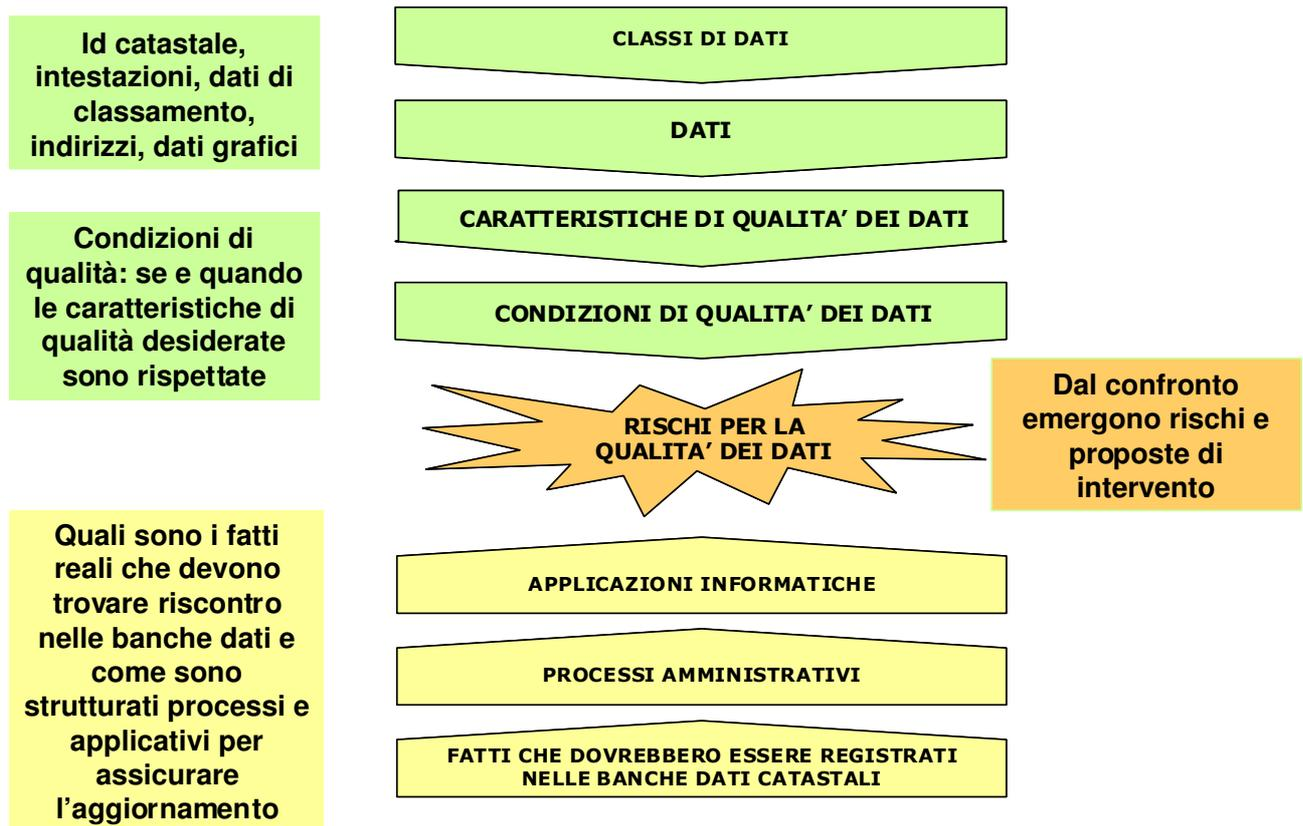 Id catastale,
intestazioni, dati di
classamento,
indirizzi, dati grafici
CLASSI DI DATI
DATI
CARATTERISTICHE DI QUALITA’ DEI DATI
Condizioni di
qualità: se e quando
le caratteristiche di
qualità desiderate
sono rispettate
CONDIZIONI DI QUALITA’ DEI DATI
RISCHI PER LA
QUALITA’ DEI DATI
Dal confronto
emergono rischi e
proposte di
intervento
Quali sono i fatti
reali che devono
trovare riscontro
nelle banche dati e
come sono
strutturati processi e
applicativi per
assicurare
l’aggiornamento
APPLICAZIONI INFORMATICHE
PROCESSI AMMINISTRATIVI
FATTI CHE DOVREBBERO ESSERE REGISTRATI
NELLE BANCHE DATI CATASTALI